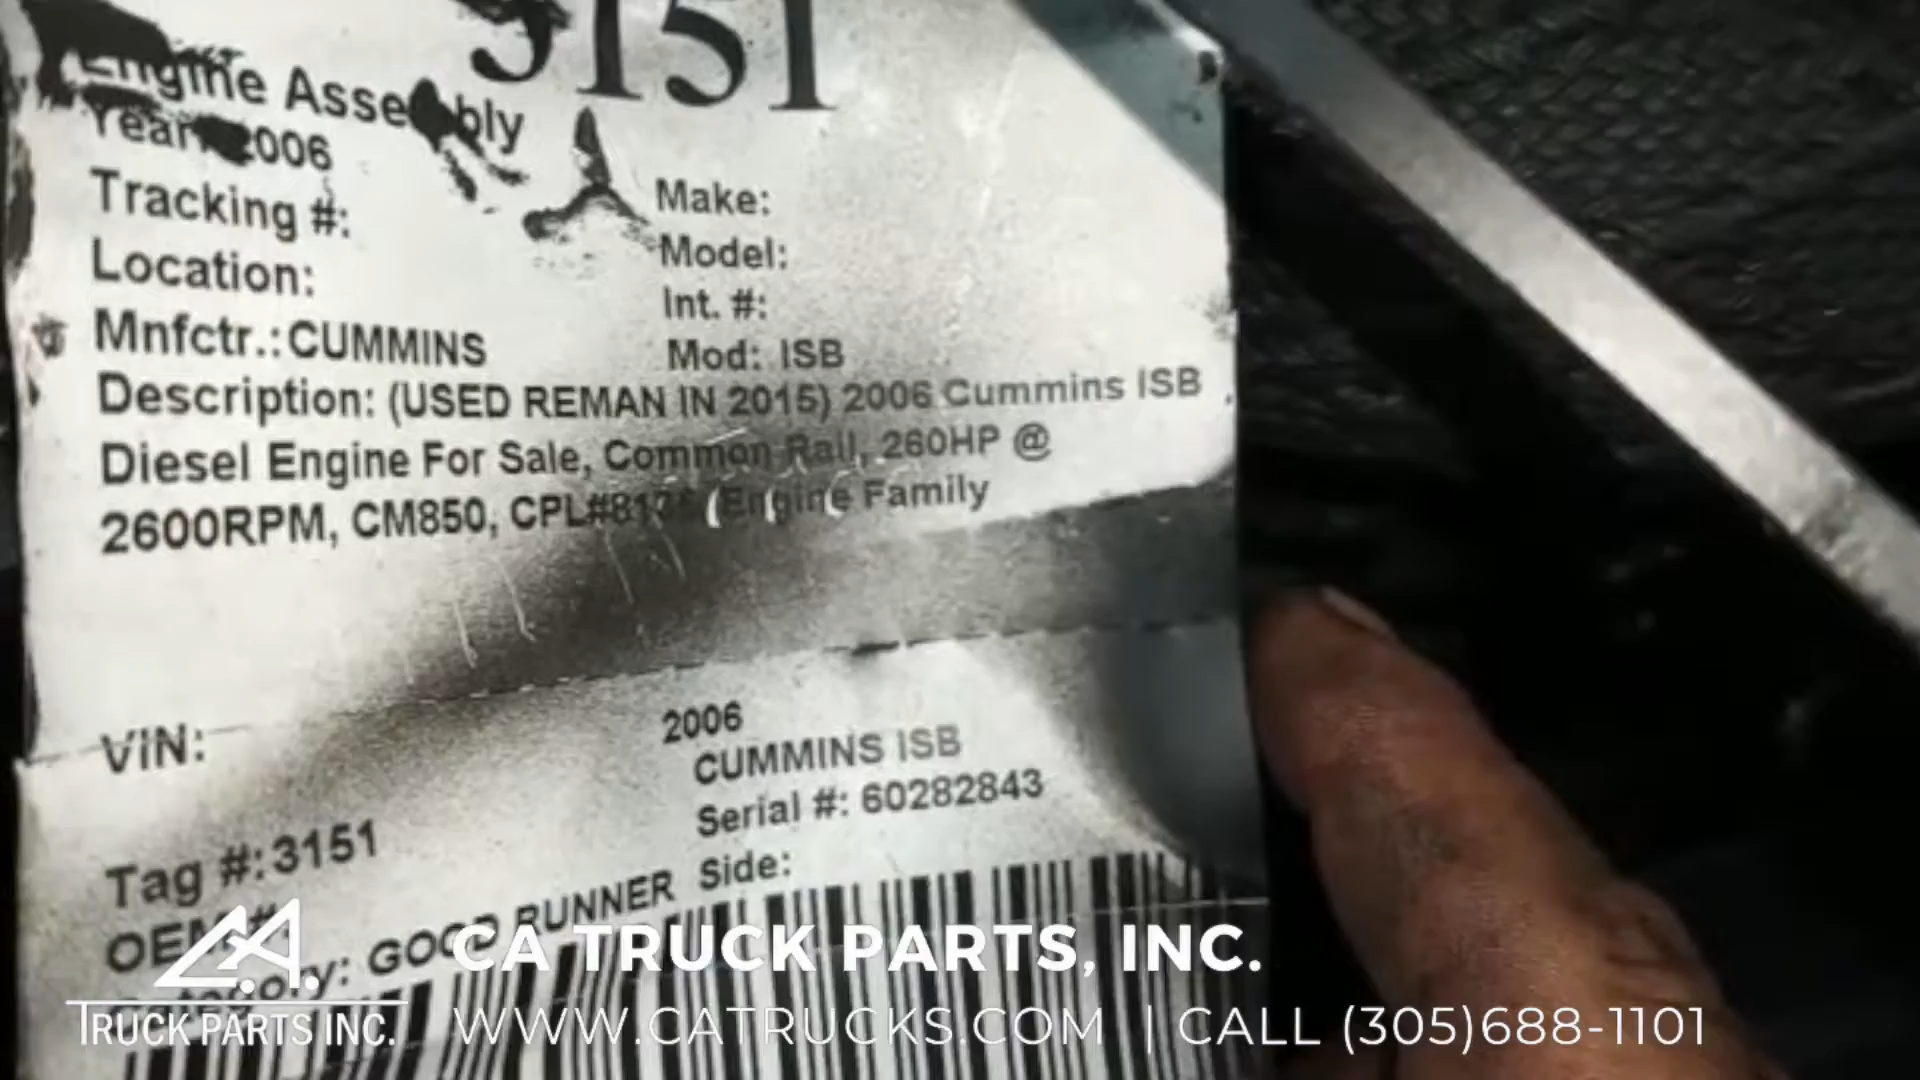 3151
Engine Assembly
Year: 2006
Tracking #:
Location:
Mnfctr.: CUMMINS
Make:
Model:
Int. #:
Mod: ISB
Description: (USED REMAN IN 2015) 2006 Cummins ISB
Diesel Engine For Sale, Common Rail, 260HP @
2600RPM, CM850, Engine Family
VIN:
2006
CUMMINS ISB
Serial #: 60282843
Tag #: 3151
Side:
OEM #:
GOOD RUNNER
C.A.
TRUCK PARTS INC.
CA TRUCK PARTS, INC.
WWW.CATRUCKS.COM | CALL (305)688-1101